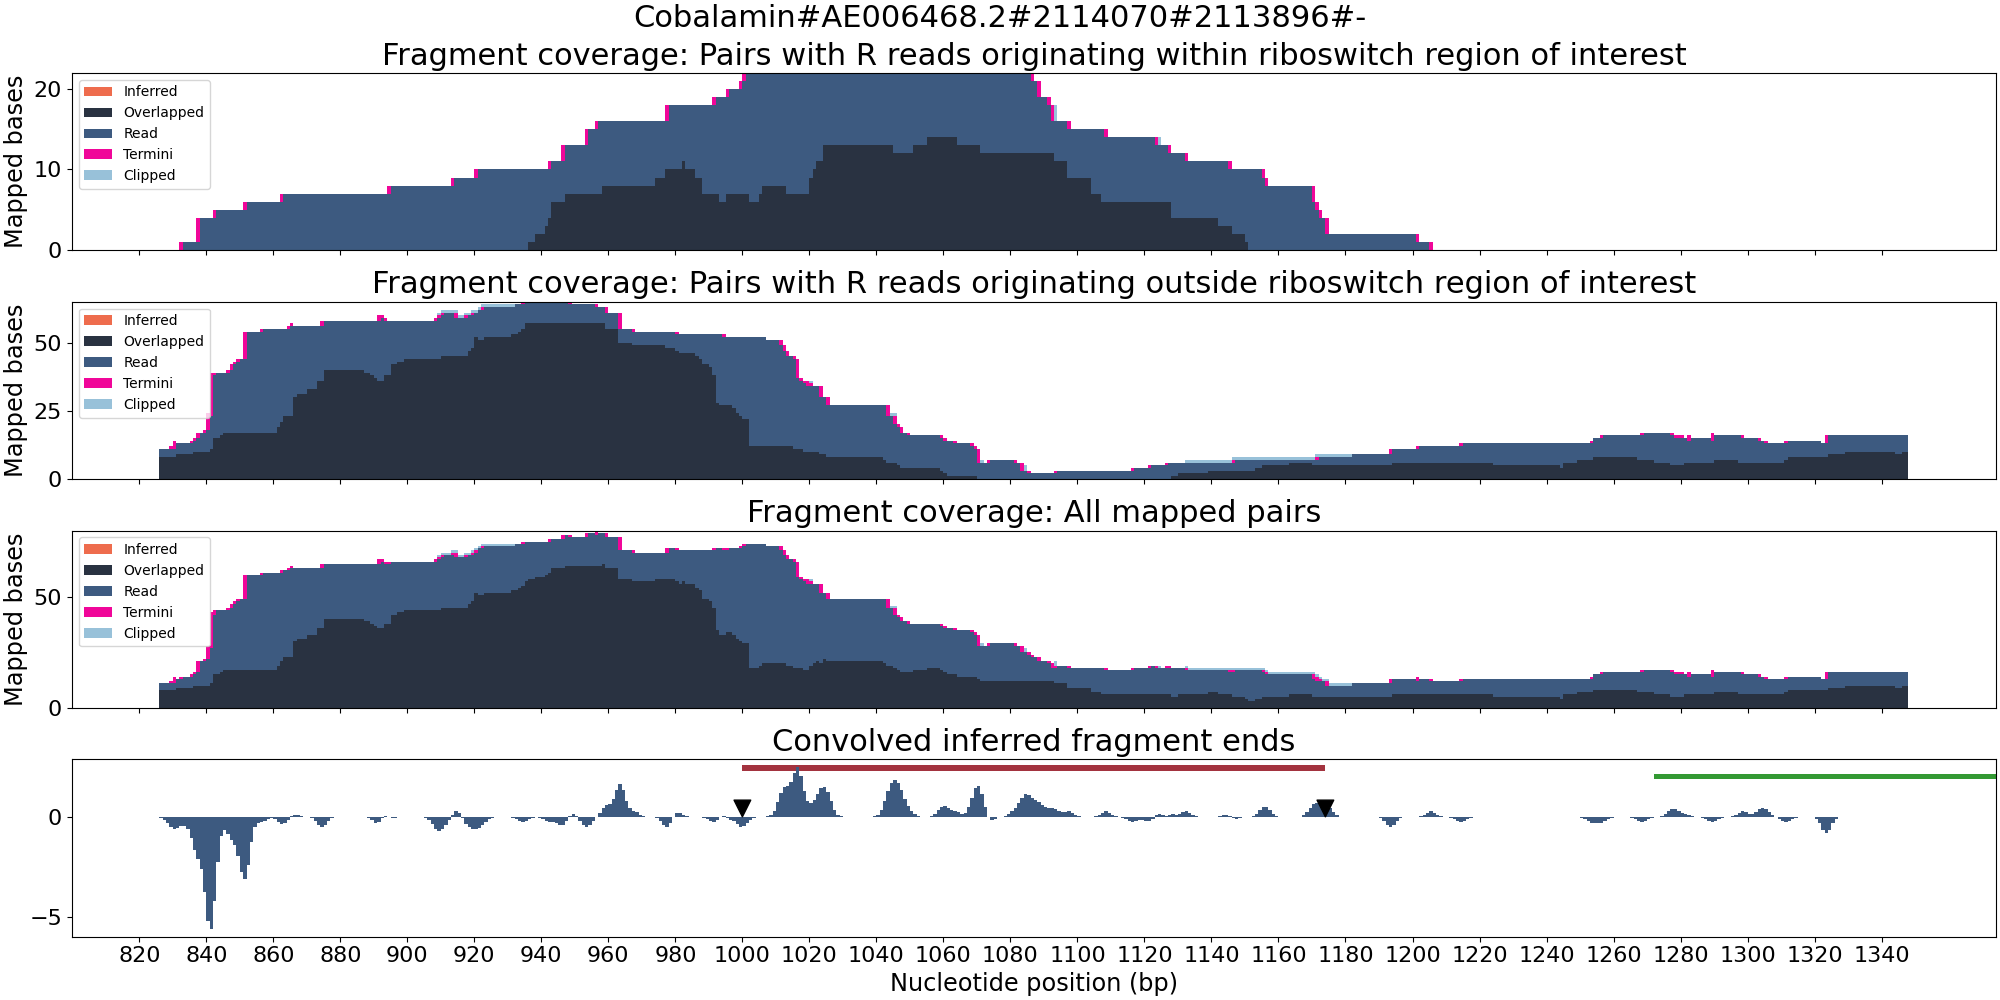 Cobalamin#AE006468.2#2114070#2113896#-
Fragment coverage: Pairs with R reads originating within riboswitch region of interest
Mapped bases
20
10
0
Inferred
Overlapped
Read
Termini
Clipped
Fragment coverage: Pairs with R reads originating outside riboswitch region of interest
Mapped bases
50
25
0
Inferred
Overlapped
Read
Termini
Clipped
Fragment coverage: All mapped pairs
Mapped bases
50
0
Inferred
Overlapped
Read
Termini
Clipped
Convolved inferred fragment ends
0
−5
820 840 860 880 900 920 940 960 980 1000 1020 1040 1060 1080 1100 1120 1140 1160 1180 1200 1220 1240 1260 1280 1300 1320 1340
Nucleotide position (bp)